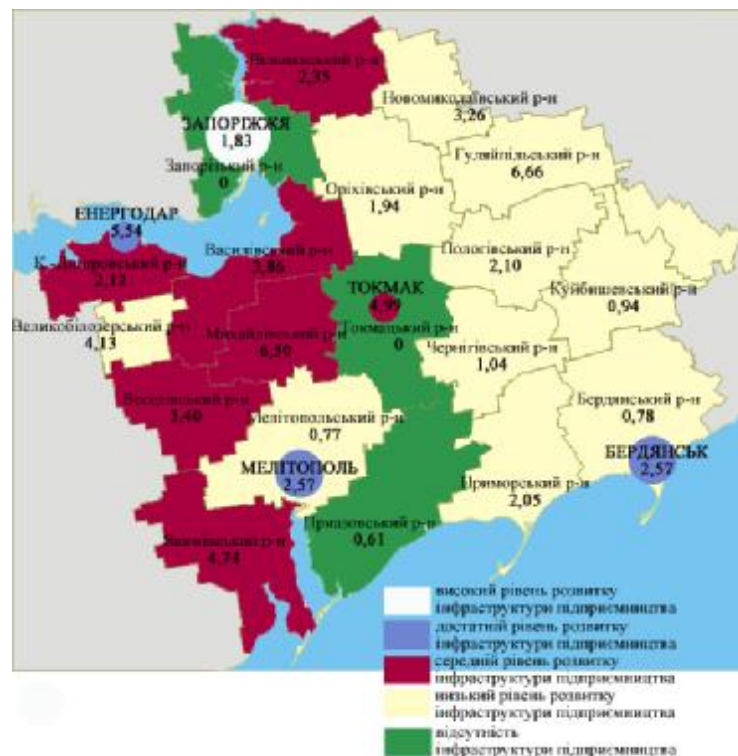 Вільнянський р-н
2,35
Новомиколаївський р-н
3,26
ЗАПОРІЖЖЯ
1,83
Гуляйпільський р-н
6,66
Запорізький р-н
0
Оріхівський р-н
1,94
ЕНЕРГОДАР
5,54
Василівський р-н
3,86
Пологівський р-н
2,10
К.-Дніпровський р-н
2,12
ТОКМАК
4,99
Куйбишевський р-н
0,94
Великобілозерський р-н
4,13
Михайлівський р-н
6,50
Токмацький р-н
0
Чернігівський р-н
1,04
Веселівський р-н
3,40
Мелітопольський р-н
0,77
Бердянський р-н
0,78
МЕЛІТОПОЛЬ
2,57
БЕРДЯНСЬК
2,57
Приморський р-н
2,05
Приазовський р-н
0,61
Якимівський р-н
4,74
високий рівень розвитку
інфраструктури підприємництва
достатній рівень розвитку
інфраструктури підприємництва
середній рівень розвитку
інфраструктури підприємництва
низький рівень розвитку
інфраструктури підприємництва
відсутність
інфраструктури підприємництва